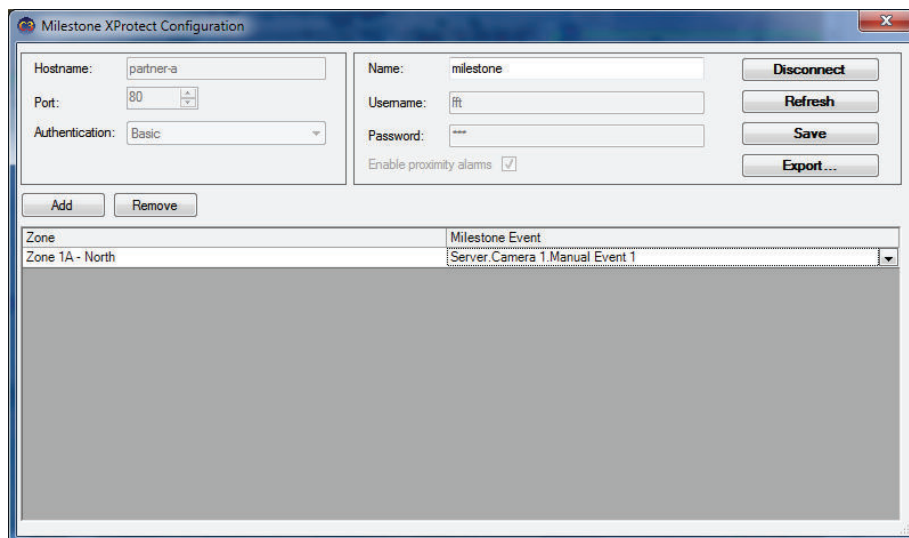 Milestone XProtect Configuration
Hostname: partner-a
Port: 80
Authentication: Basic
Name: milestone
Username: fft
Password: ***
Enable proximity alarms
Disconnect
Refresh
Save
Export...
Add Remove
Zone Milestone Event
Zone 1A - North Server.Camera 1.Manual Event 1